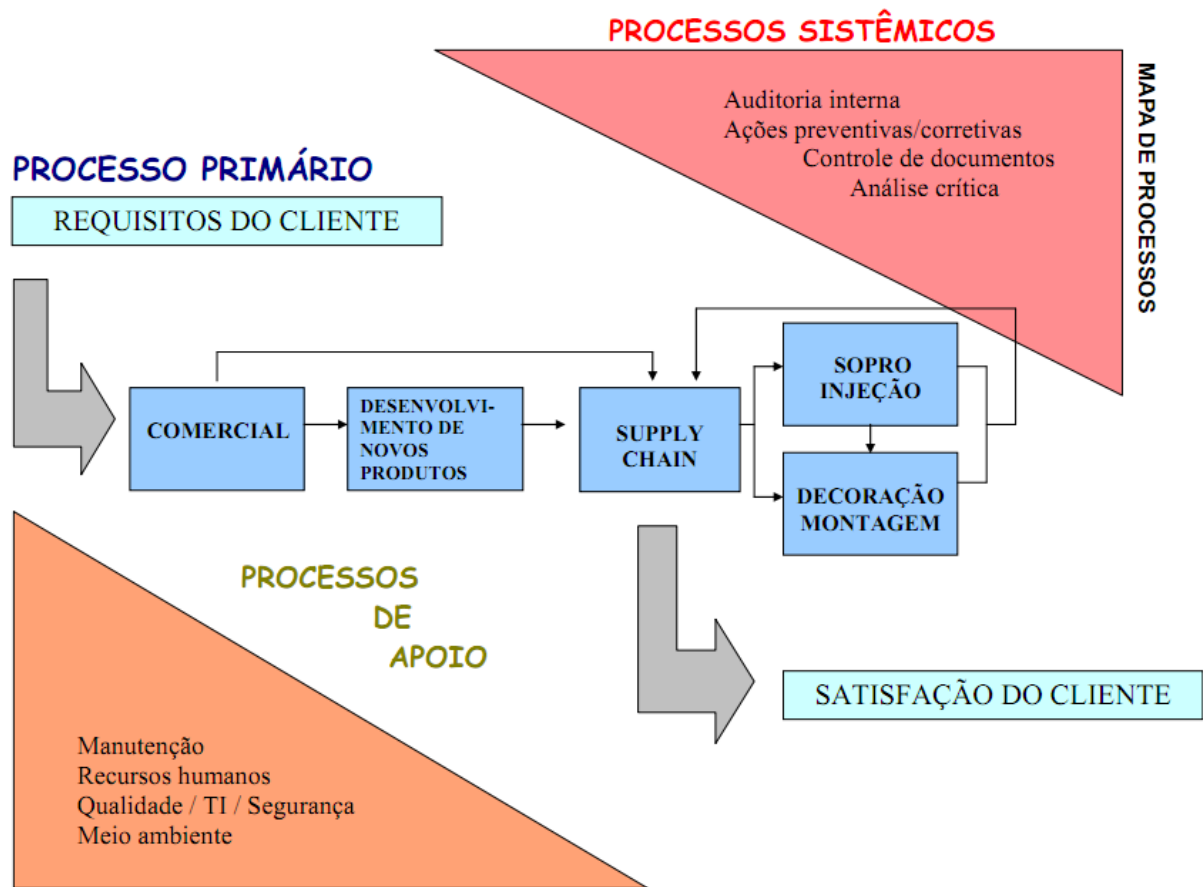 PROCESSOS SISTÊMICOS
MAPA DE PROCESSOS
Auditoria interna
Ações preventivas/corretivas
Controle de documentos
Análise crítica
PROCESSO PRIMÁRIO
REQUISITOS DO CLIENTE
COMERCIAL
DESENVOLVI-
MENTO DE
NOVOS
PRODUTOS
SUPPLY
CHAIN
SOPRO
INJEÇÃO
DECORAÇÃO
MONTAGEM
PROCESSOS
DE
APOIO
SATISFAÇÃO DO CLIENTE
Manutenção
Recursos humanos
Qualidade / TI / Segurança
Meio ambiente